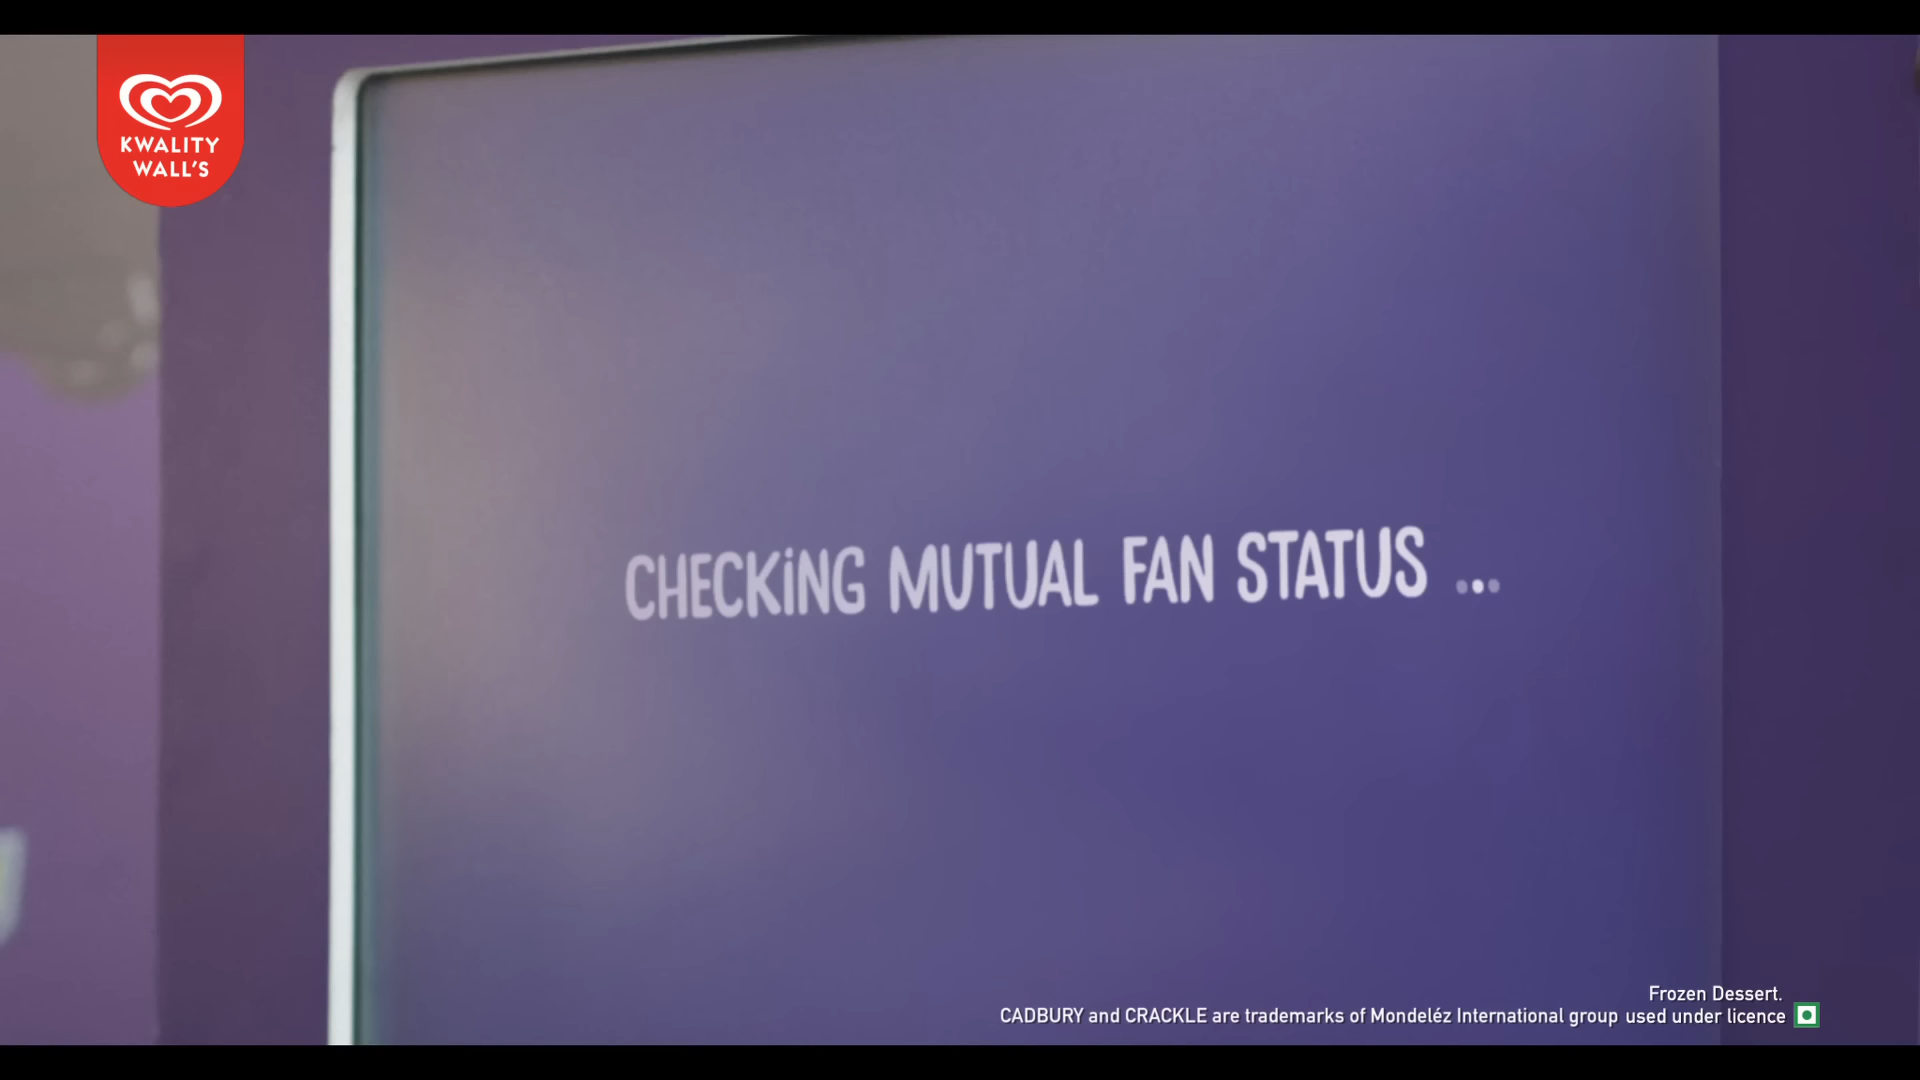 KWALITY
WALL'S
CHECKiNG MUTUAL FAN STATUS ...
Frozen Dessert.
CADBURY and CRACKLE are trademarks of Mondeléz International group used under licence